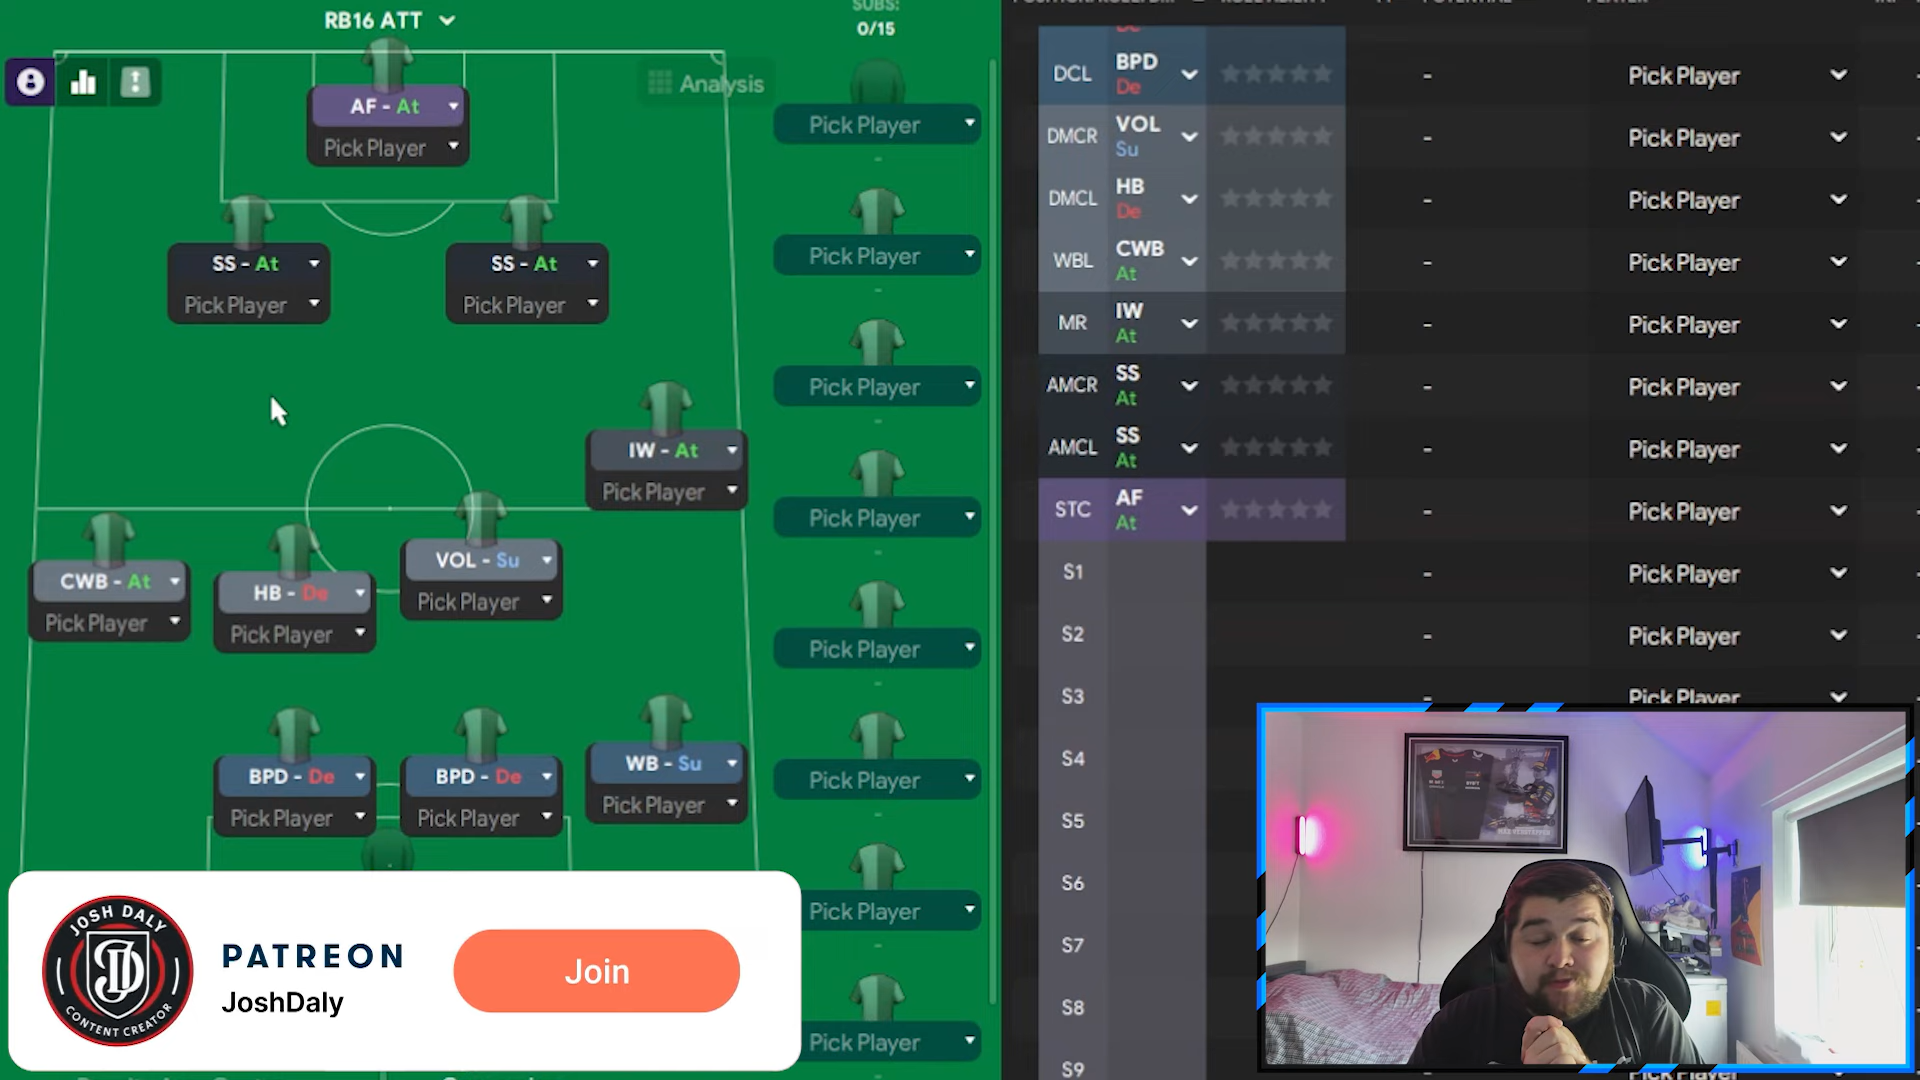 RB16 ATT
SUBS:
0/15
Analysis
AF - At
Pick Player
SS - At
Pick Player
SS - At
Pick Player
IW - At
Pick Player
VOL - Su
Pick Player
CWB - At
Pick Player
HB - De
Pick Player
BPD - De
Pick Player
BPD - De
Pick Player
WB - Su
Pick Player
Pick Player
-
Pick Player
-
Pick Player
-
Pick Player
-
Pick Player
-
Pick Player
-
Pick Player
-
Pick Player
DCL BPD De - Pick Player
DMCR VOL Su - Pick Player
DMCL HB De - Pick Player
WBL CWB At - Pick Player
MR IW At - Pick Player
AMCR SS At - Pick Player
AMCL SS At - Pick Player
STC AF At - Pick Player
S1 - Pick Player
S2 - Pick Player
S3 - Pick Player
S4
S5
S6
S7
S8
S9
JOSH DALY
JD
CONTENT CREATOR
PATREON
JoshDaly
Join